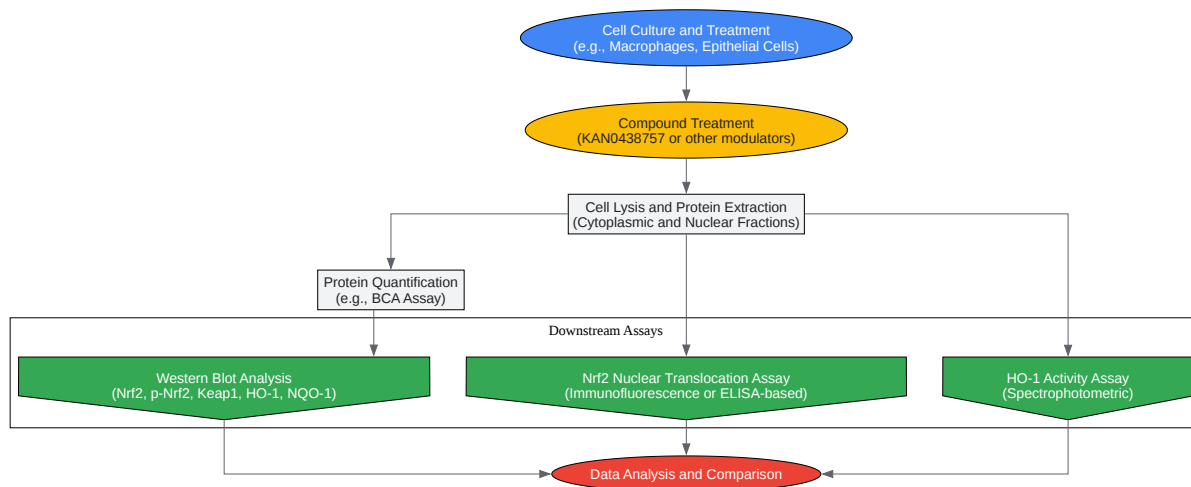 Cell Culture and Treatment
(e.g., Macrophages, Epithelial Cells)
Compound Treatment
(KAN0438757 or other modulators)
Cell Lysis and Protein Extraction
(Cytoplasmic and Nuclear Fractions)
Protein Quantification
(e.g., BCA Assay)
Downstream Assays
Western Blot Analysis
(Nrf2, p-Nrf2, Keap1, HO-1, NQO-1)
Nrf2 Nuclear Translocation Assay
(Immunofluorescence or ELISA-based)
HO-1 Activity Assay
(Spectrophotometric)
Data Analysis and Comparison